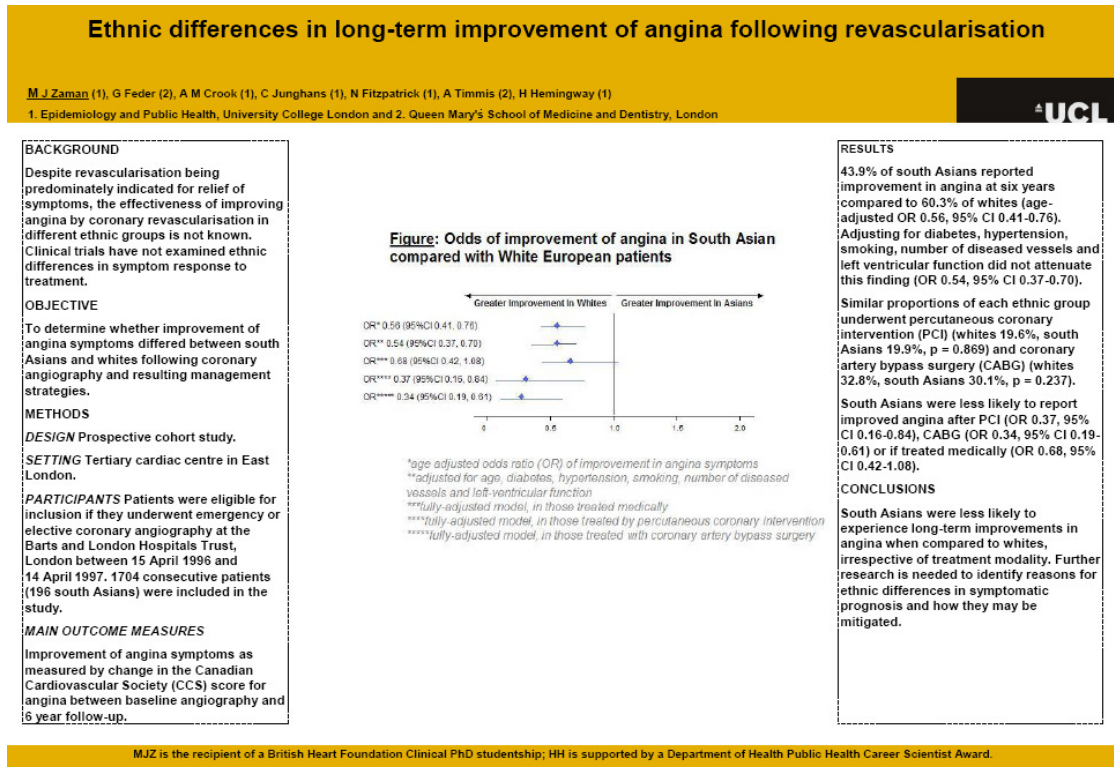 Ethnic differences in long-term improvement of angina following revascularisation
M J Zaman (1), G Feder (2), A M Crook (1), C Junghans (1), N Fitzpatrick (1), A Timmis (2), H Hemingway (1)
1. Epidemiology and Public Health, University College London and 2. Queen Mary's School of Medicine and Dentistry, London
UCL
BACKGROUND
Despite revascularisation being
predominately indicated for relief of
symptoms, the effectiveness of improving
angina by coronary revascularisation in
different ethnic groups is not known.
Clinical trials have not examined ethnic
differences in symptom response to
treatment.
OBJECTIVE
To determine whether improvement of
angina symptoms differed between south
Asians and whites following coronary
angiography and resulting management
strategies.
METHODS
DESIGN Prospective cohort study.
SETTING Tertiary cardiac centre in East
London.
PARTICIPANTS Patients were eligible for
inclusion if they underwent emergency or
elective coronary angiography at the
Barts and London Hospitals Trust,
London between 15 April 1996 and
14 April 1997. 1704 consecutive patients
(196 south Asians) were included in the
study.
MAIN OUTCOME MEASURES
Improvement of angina symptoms as
measured by change in the Canadian
Cardiovascular Society (CCS) score for
angina between baseline angiography and
6 year follow-up.
Figure: Odds of improvement of angina in South Asian
compared with White European patients
Greater Improvement In Whites Greater Improvement In Asians
OR* 0.56 (95%CI 0.41, 0.76)
OR** 0.54 (95%CI 0.37, 0.70)
OR*** 0.68 (95%CI 0.42, 1.08)
OR**** 0.37 (95%CI 0.16, 0.84)
OR***** 0.34 (95%CI 0.19, 0.61)
0 0.5 1.0 1.5 2.0
*age adjusted odds ratio (OR) of improvement in angina symptoms
**adjusted for age, diabetes, hypertension, smoking, number of diseased
vessels and left-ventricular function
***fully-adjusted model, in those treated medically
****fully-adjusted model, in those treated by percutaneous coronary intervention
*****fully-adjusted model, in those treated with coronary artery bypass surgery
RESULTS
43.9% of south Asians reported
improvement in angina at six years
compared to 60.3% of whites (age-
adjusted OR 0.56, 95% CI 0.41-0.76).
Adjusting for diabetes, hypertension,
smoking, number of diseased vessels and
left ventricular function did not attenuate
this finding (OR 0.54, 95% CI 0.37-0.70).
Similar proportions of each ethnic group
underwent percutaneous coronary
intervention (PCI) (whites 19.6%, south
Asians 19.9%, p = 0.869) and coronary
artery bypass surgery (CABG) (whites
32.8%, south Asians 30.1%, p = 0.237).
South Asians were less likely to report
improved angina after PCI (OR 0.37, 95%
CI 0.16-0.84), CABG (OR 0.34, 95% CI 0.19-
0.61) or if treated medically (OR 0.68, 95%
CI 0.42-1.08).
CONCLUSIONS
South Asians were less likely to
experience long-term improvements in
angina when compared to whites,
irrespective of treatment modality. Further
research is needed to identify reasons for
ethnic differences in symptomatic
prognosis and how they may be
mitigated.
MJZ is the recipient of a British Heart Foundation Clinical PhD studentship; HH is supported by a Department of Health Public Health Career Scientist Award.